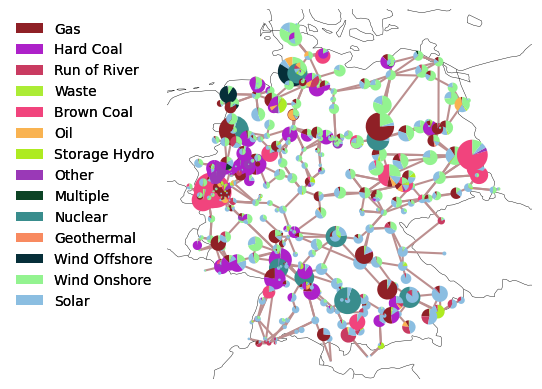 Gas
Hard Coal
Run of River
Waste
Brown Coal
Oil
Storage Hydro
Other
Multiple
Nuclear
Geothermal
Wind Offshore
Wind Onshore
Solar